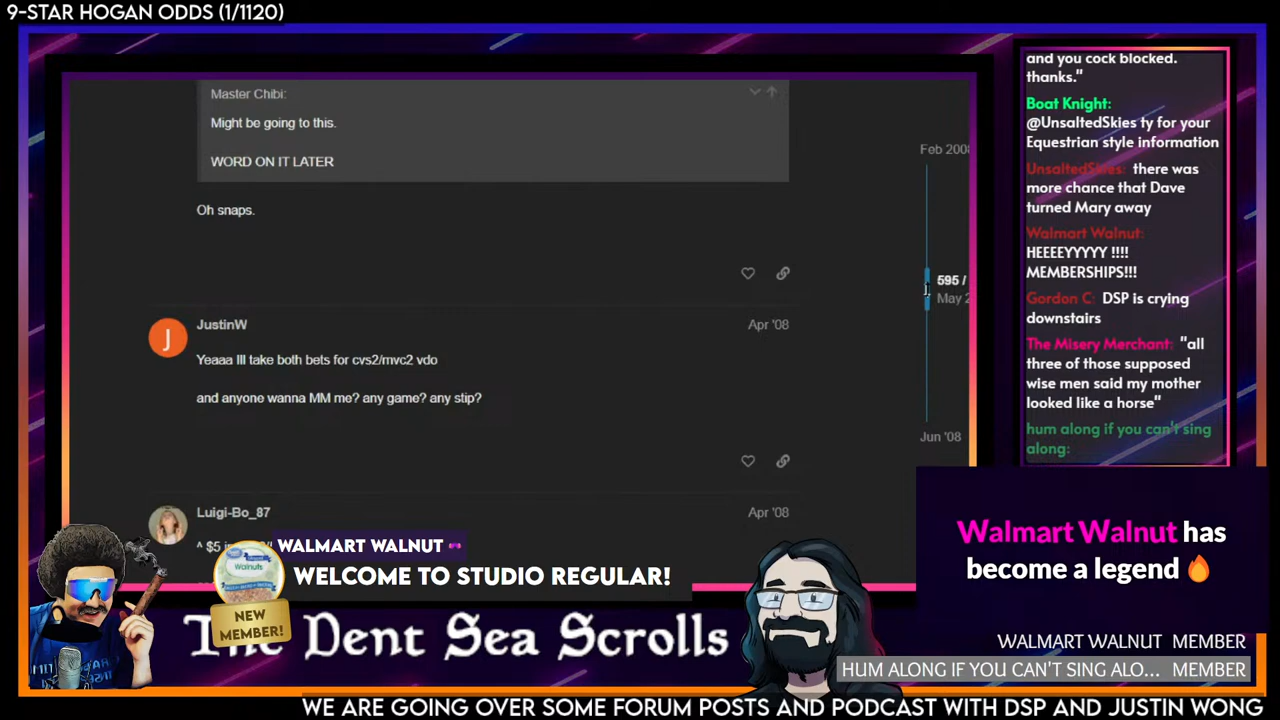 9-STAR HOGAN ODDS (1/1120)
Master Chibi:
Might be going to this.
WORD ON IT LATER
Oh snaps.
JustinW
Apr '08
Yeaaa Ill take both bets for cvs2/mvc2 vdo
and anyone wanna MM me? any game? any stip?
Luigi-Bo_87
Apr '08
^ $5
Feb 2008
595 /
May 2
Jun '08
and you cock blocked.
thanks."
Boat Knight:
@UnsaltedSkies ty for your
Equestrian style information
UnsaltedSkies: there was
more chance that Dave
turned Mary away
Walmart Walnut:
HEEEEYYYYY !!!!
MEMBERSHIPS!!!
Gordon C: DSP is crying
downstairs
The Misery Merchant: "all
three of those supposed
wise men said my mother
looked like a horse"
hum along if you can't sing
along:
WALMART WALNUT
WELCOME TO STUDIO REGULAR!
Walnuts
NEW
MEMBER!
The Dent Sea Scrolls
Walmart Walnut has
become a legend 🔥
WALMART WALNUT MEMBER
HUM ALONG IF YOU CAN'T SING ALO... MEMBER
WE ARE GOING OVER SOME FORUM POSTS AND PODCAST WITH DSP AND JUSTIN WONG